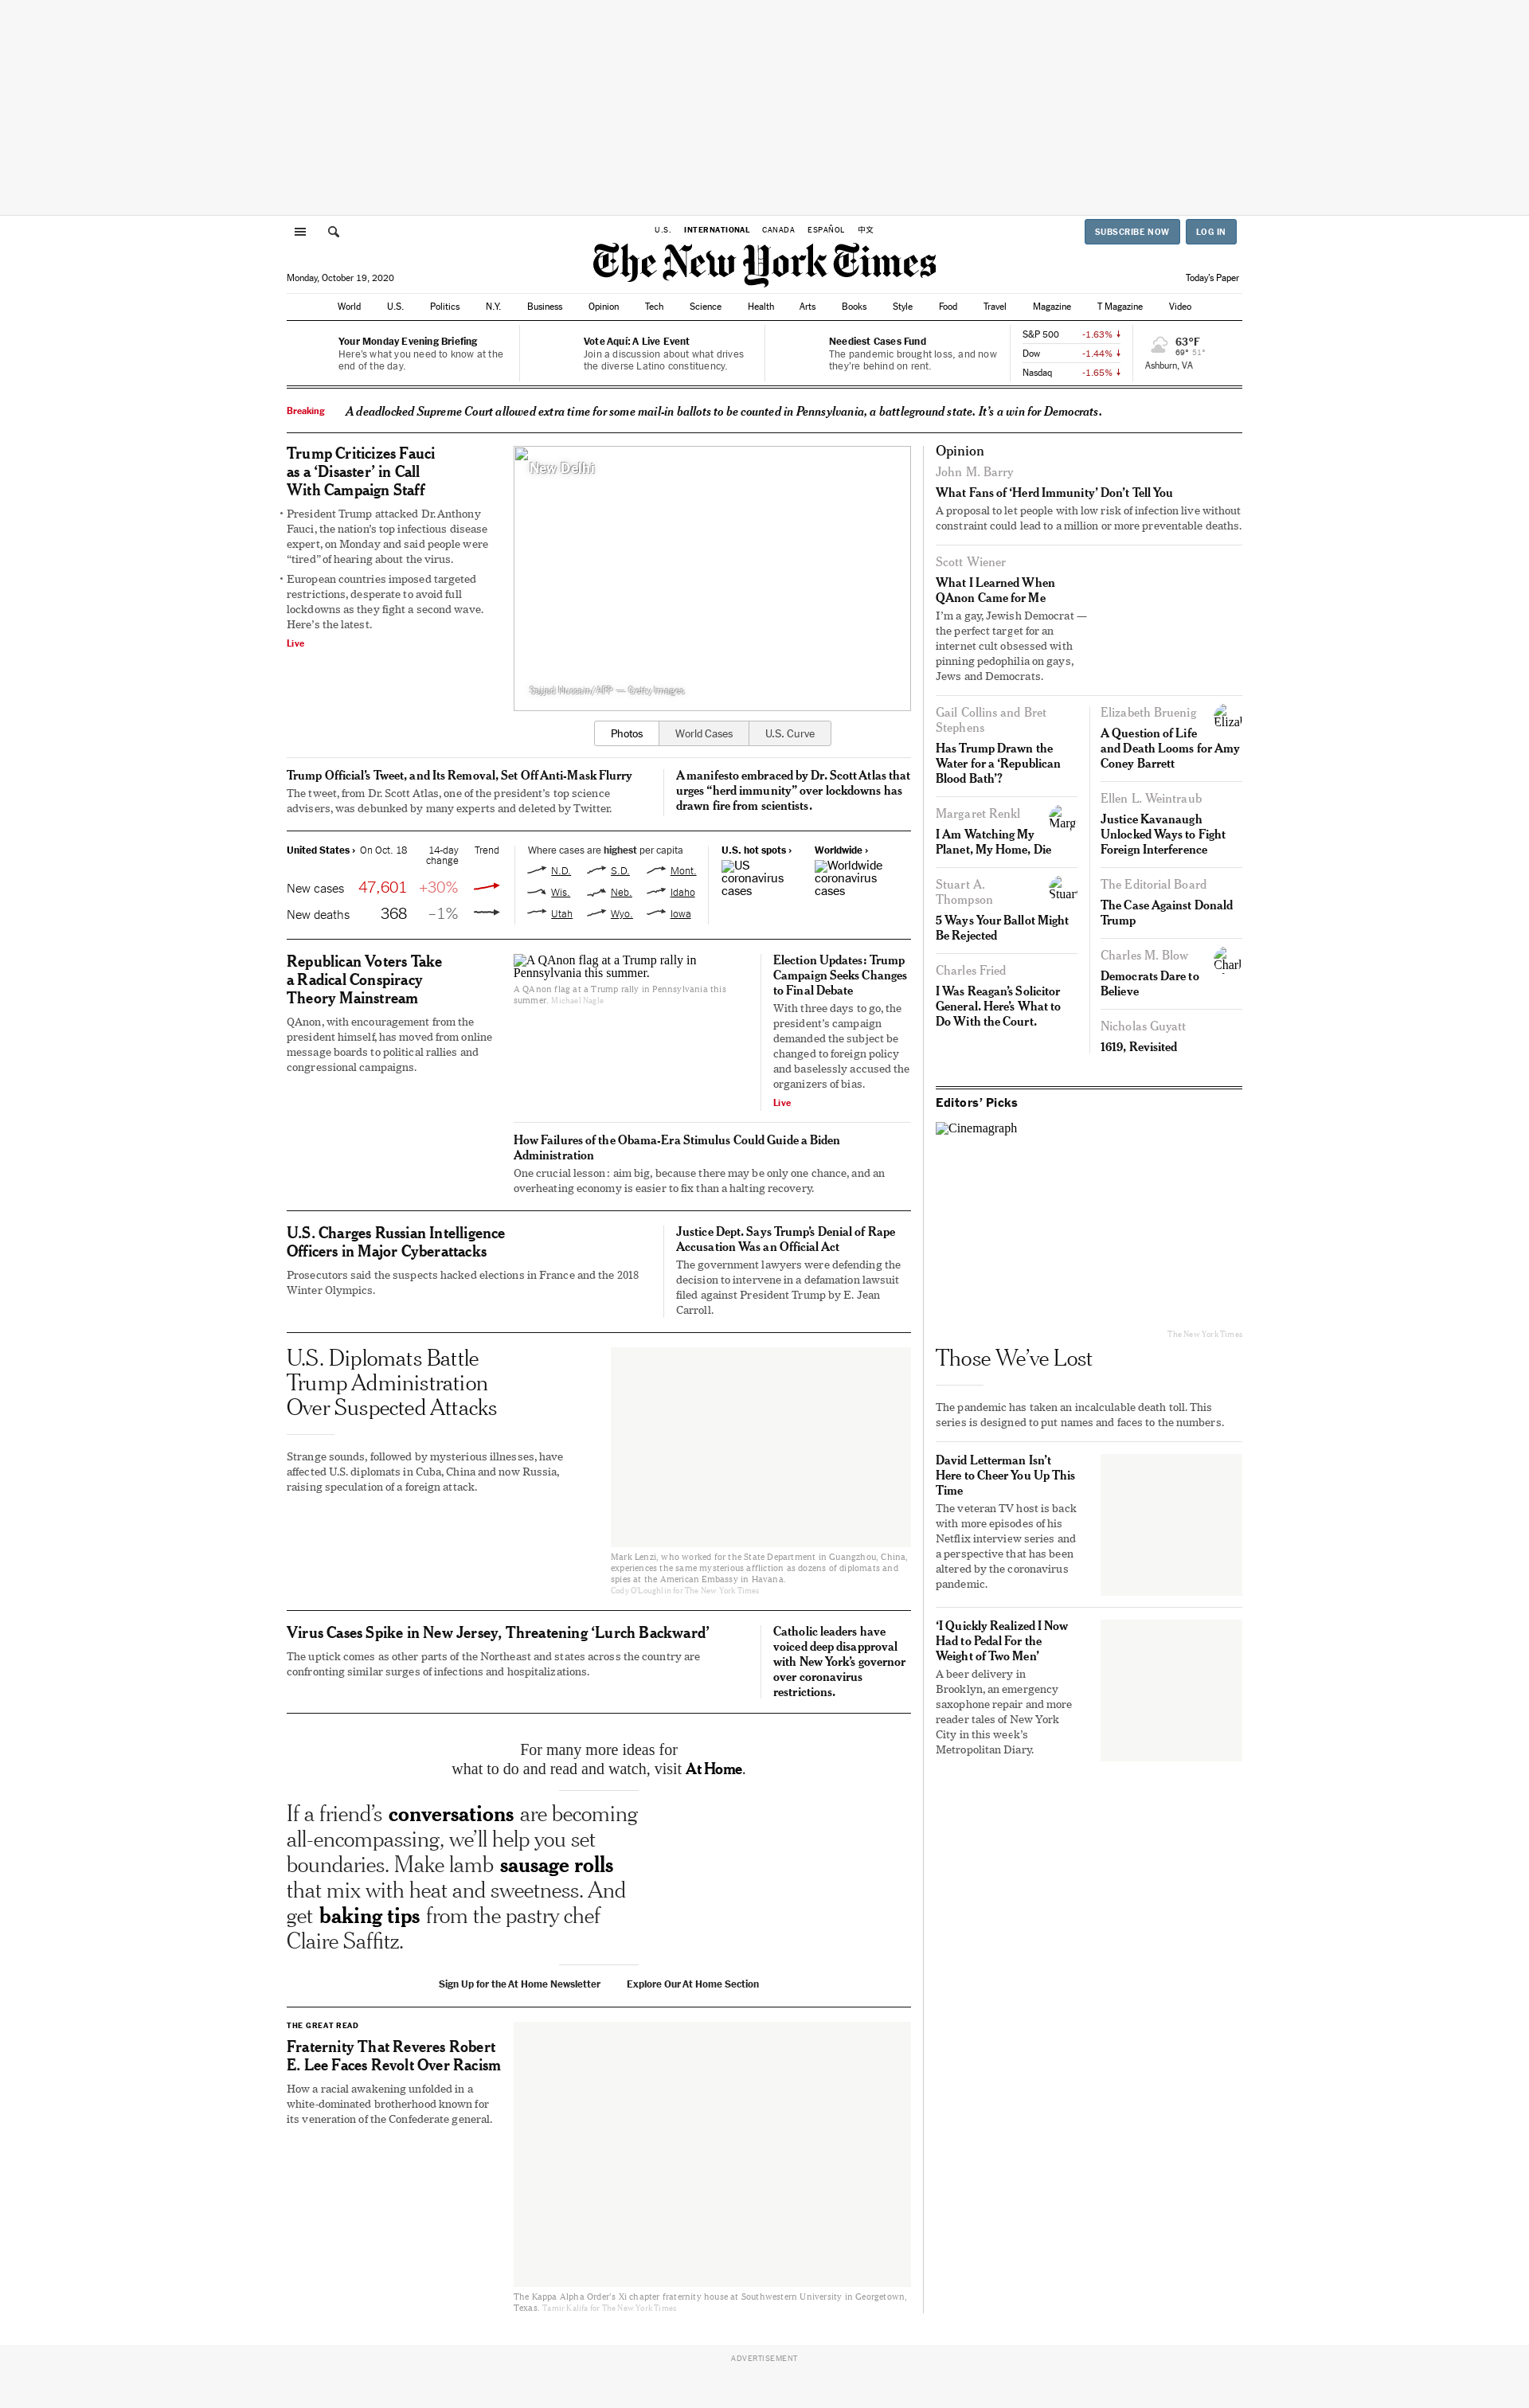 U.S.
INTERNATIONAL
CANADA
ESPAÑOL
中文
SUBSCRIBE NOW
LOG IN
The New York Times
Monday, October 19, 2020
Today's Paper
World
U.S.
Politics
N.Y.
Business
Opinion
Tech
Science
Health
Arts
Books
Style
Food
Travel
Magazine
T Magazine
Video
Your Monday Evening Briefing
Here's what you need to know at the
end of the day.
Vote Aquí: A Live Event
Join a discussion about what drives
the diverse Latino constituency.
Neediest Cases Fund
The pandemic brought loss, and now
they're behind on rent.
S&P 500 -1.63% ↓
Dow -1.44% ↓
Nasdaq -1.65% ↓
63°F
69° 51°
Ashburn, VA
Breaking
A deadlocked Supreme Court allowed extra time for some mail-in ballots to be counted in Pennsylvania, a battleground state. It's a win for Democrats.
Trump Criticizes Fauci
as a ‘Disaster’ in Call
With Campaign Staff
• President Trump attacked Dr. Anthony
Fauci, the nation's top infectious disease
expert, on Monday and said people were
“tired” of hearing about the virus.
• European countries imposed targeted
restrictions, desperate to avoid full
lockdowns as they fight a second wave.
Here's the latest.
Live
New Delhi
Sajjad Hussain/AFP — Getty Images
Photos
World Cases
U.S. Curve
Trump Official's Tweet, and Its Removal, Set Off Anti-Mask Flurry
The tweet, from Dr. Scott Atlas, one of the president's top science
advisers, was debunked by many experts and deleted by Twitter.
A manifesto embraced by Dr. Scott Atlas that
urges “herd immunity” over lockdowns has
drawn fire from scientists.
United States › On Oct. 18 14-day
change Trend
New cases 47,601 +30%
New deaths 368 –1%
Where cases are highest per capita
N.D. S.D. Mont.
Wis. Neb. Idaho
Utah Wyo. Iowa
U.S. hot spots ›
US
coronavirus
cases
Worldwide ›
Worldwide
coronavirus
cases
Republican Voters Take
a Radical Conspiracy
Theory Mainstream
QAnon, with encouragement from the
president himself, has moved from online
message boards to political rallies and
congressional campaigns.
A QAnon flag at a Trump rally in
Pennsylvania this summer.
A QAnon flag at a Trump rally in Pennsylvania this
summer. Michael Nagle
Election Updates: Trump
Campaign Seeks Changes
to Final Debate
With three days to go, the
president's campaign
demanded the subject be
changed to foreign policy
and baselessly accused the
organizers of bias.
Live
How Failures of the Obama-Era Stimulus Could Guide a Biden
Administration
One crucial lesson: aim big, because there may be only one chance, and an
overheating economy is easier to fix than a halting recovery.
U.S. Charges Russian Intelligence
Officers in Major Cyberattacks
Prosecutors said the suspects hacked elections in France and the 2018
Winter Olympics.
Justice Dept. Says Trump's Denial of Rape
Accusation Was an Official Act
The government lawyers were defending the
decision to intervene in a defamation lawsuit
filed against President Trump by E. Jean
Carroll.
U.S. Diplomats Battle
Trump Administration
Over Suspected Attacks
Strange sounds, followed by mysterious illnesses, have
affected U.S. diplomats in Cuba, China and now Russia,
raising speculation of a foreign attack.
Mark Lenzi, who worked for the State Department in Guangzhou, China,
experiences the same mysterious affliction as dozens of diplomats and
spies at the American Embassy in Havana.
Cody O'Loughlin for The New York Times
Virus Cases Spike in New Jersey, Threatening ‘Lurch Backward’
The uptick comes as other parts of the Northeast and states across the country are
confronting similar surges of infections and hospitalizations.
Catholic leaders have
voiced deep disapproval
with New York's governor
over coronavirus
restrictions.
For many more ideas for
what to do and read and watch, visit At Home.
If a friend's conversations are becoming
all-encompassing, we'll help you set
boundaries. Make lamb sausage rolls
that mix with heat and sweetness. And
get baking tips from the pastry chef
Claire Saffitz.
Sign Up for the At Home Newsletter
Explore Our At Home Section
THE GREAT READ
Fraternity That Reveres Robert
E. Lee Faces Revolt Over Racism
How a racial awakening unfolded in a
white-dominated brotherhood known for
its veneration of the Confederate general.
The Kappa Alpha Order's Xi chapter fraternity house at Southwestern University in Georgetown,
Texas. Tamir Kalifa for The New York Times
Opinion
John M. Barry
What Fans of ‘Herd Immunity’ Don't Tell You
A proposal to let people with low risk of infection live without
constraint could lead to a million or more preventable deaths.
Scott Wiener
What I Learned When
QAnon Came for Me
I'm a gay, Jewish Democrat —
the perfect target for an
internet cult obsessed with
pinning pedophilia on gays,
Jews and Democrats.
Gail Collins and Bret
Stephens
Has Trump Drawn the
Water for a ‘Republican
Blood Bath’?
Margaret Renkl
Marg
I Am Watching My
Planet, My Home, Die
Stuart A.
Thompson
Stuart
5 Ways Your Ballot Might
Be Rejected
Charles Fried
I Was Reagan's Solicitor
General. Here's What to
Do With the Court.
Elizabeth Bruenig
Elizab
A Question of Life
and Death Looms for Amy
Coney Barrett
Ellen L. Weintraub
Justice Kavanaugh
Unlocked Ways to Fight
Foreign Interference
The Editorial Board
The Case Against Donald
Trump
Charles M. Blow
Charl
Democrats Dare to
Believe
Nicholas Guyatt
1619, Revisited
Editors' Picks
Cinemagraph
The New York Times
Those We've Lost
The pandemic has taken an incalculable death toll. This
series is designed to put names and faces to the numbers.
David Letterman Isn't
Here to Cheer You Up This
Time
The veteran TV host is back
with more episodes of his
Netflix interview series and
a perspective that has been
altered by the coronavirus
pandemic.
‘I Quickly Realized I Now
Had to Pedal For the
Weight of Two Men’
A beer delivery in
Brooklyn, an emergency
saxophone repair and more
reader tales of New York
City in this week's
Metropolitan Diary.
ADVERTISEMENT